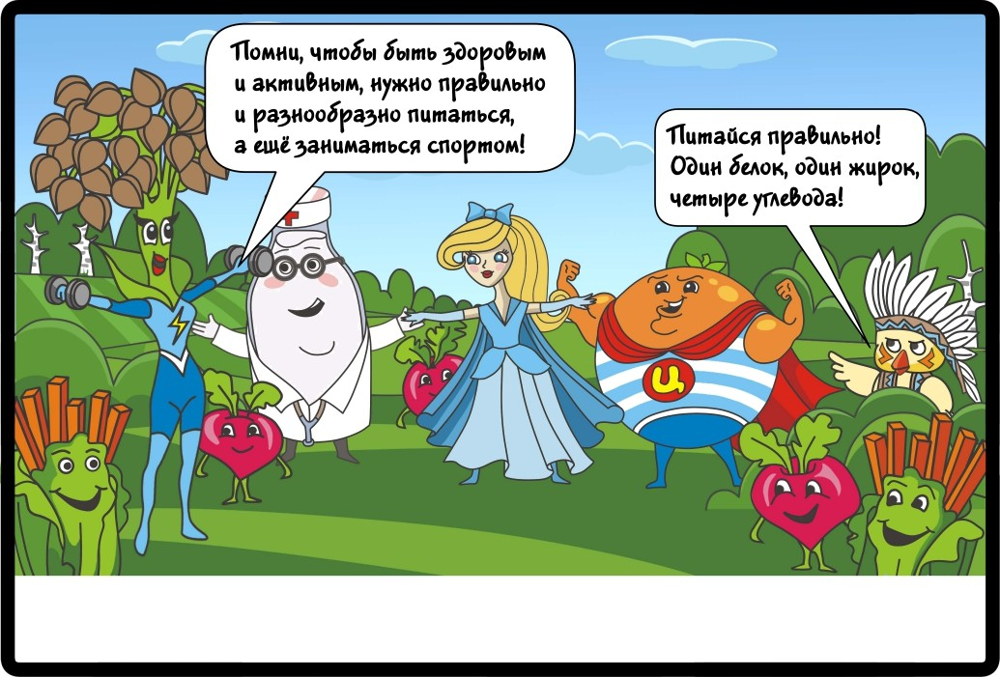 Помни, чтобы быть здоровым
и активным, нужно правильно
и разнообразно питаться,
а ещё заниматься спортом!
Питайся правильно!
Один белок, один жирок,
четыре углевода!
Ц